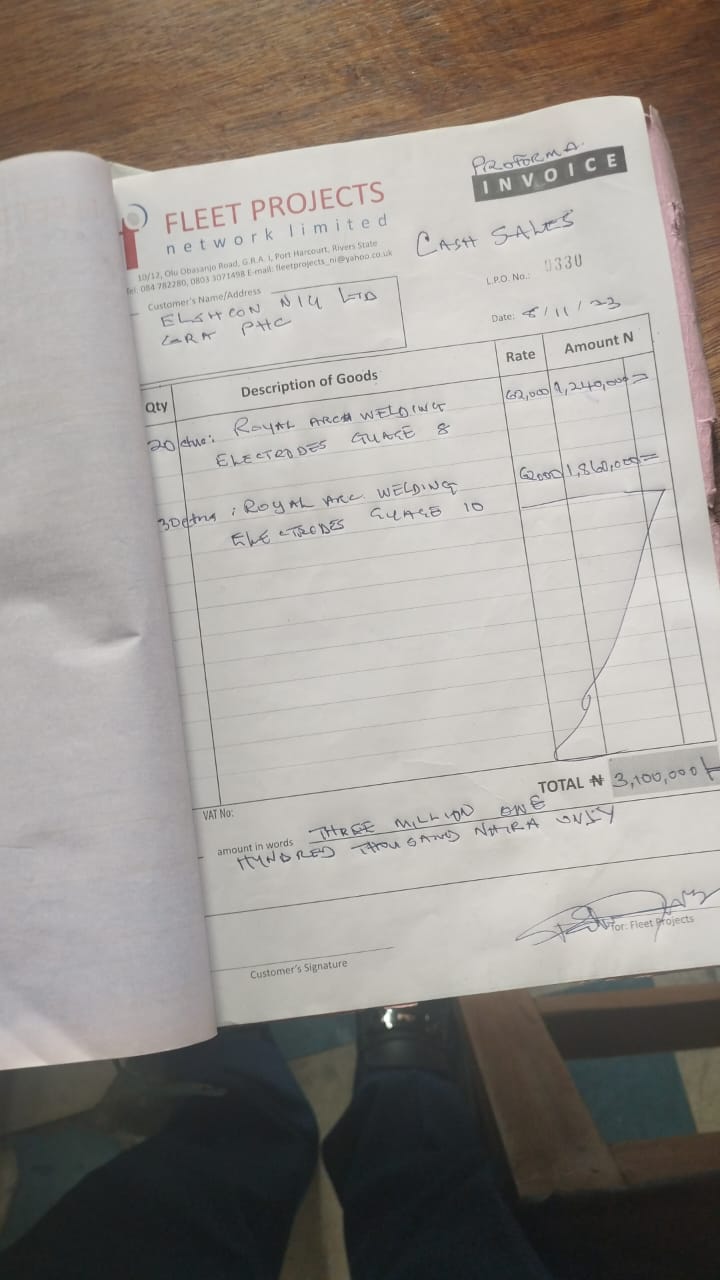 PROFORMA
INVOICE
FLEET PROJECTS
network limited
10/12, Olu Obasanjo Road, G.R.A. I, Port Harcourt, Rivers State
Tel. 084 782280, 0803 3071498 E-mail: fleetprojects_ni@yahoo.co.uk
CASH SALES
Customer's Name/Address
ELSHCON NIG LTD
GRA PHC
L.P.O. No.: 0330
Date: 8/11/23
Qty Description of Goods Rate Amount N
20 ROYAL ARCH WELDING 62,000 1,240,000=
ELECTRODES GUAGE 8
30 ctns : ROYAL ARC WELDING 62000 1,860,000=
ELECTRODES GUAGE 10
TOTAL ₦ 3,100,000
VAT No:
amount in words THREE MILLION ONE
HUNDRED THOUSAND NAIRA ONLY
for: Fleet Projects
Customer's Signature